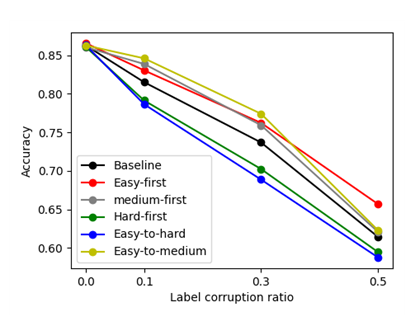 0.85
0.80
0.75
0.70
0.65
0.60
Accuracy
Baseline
Easy-first
medium-first
Hard-first
Easy-to-hard
Easy-to-medium
0.0
0.1
0.3
0.5
Label corruption ratio